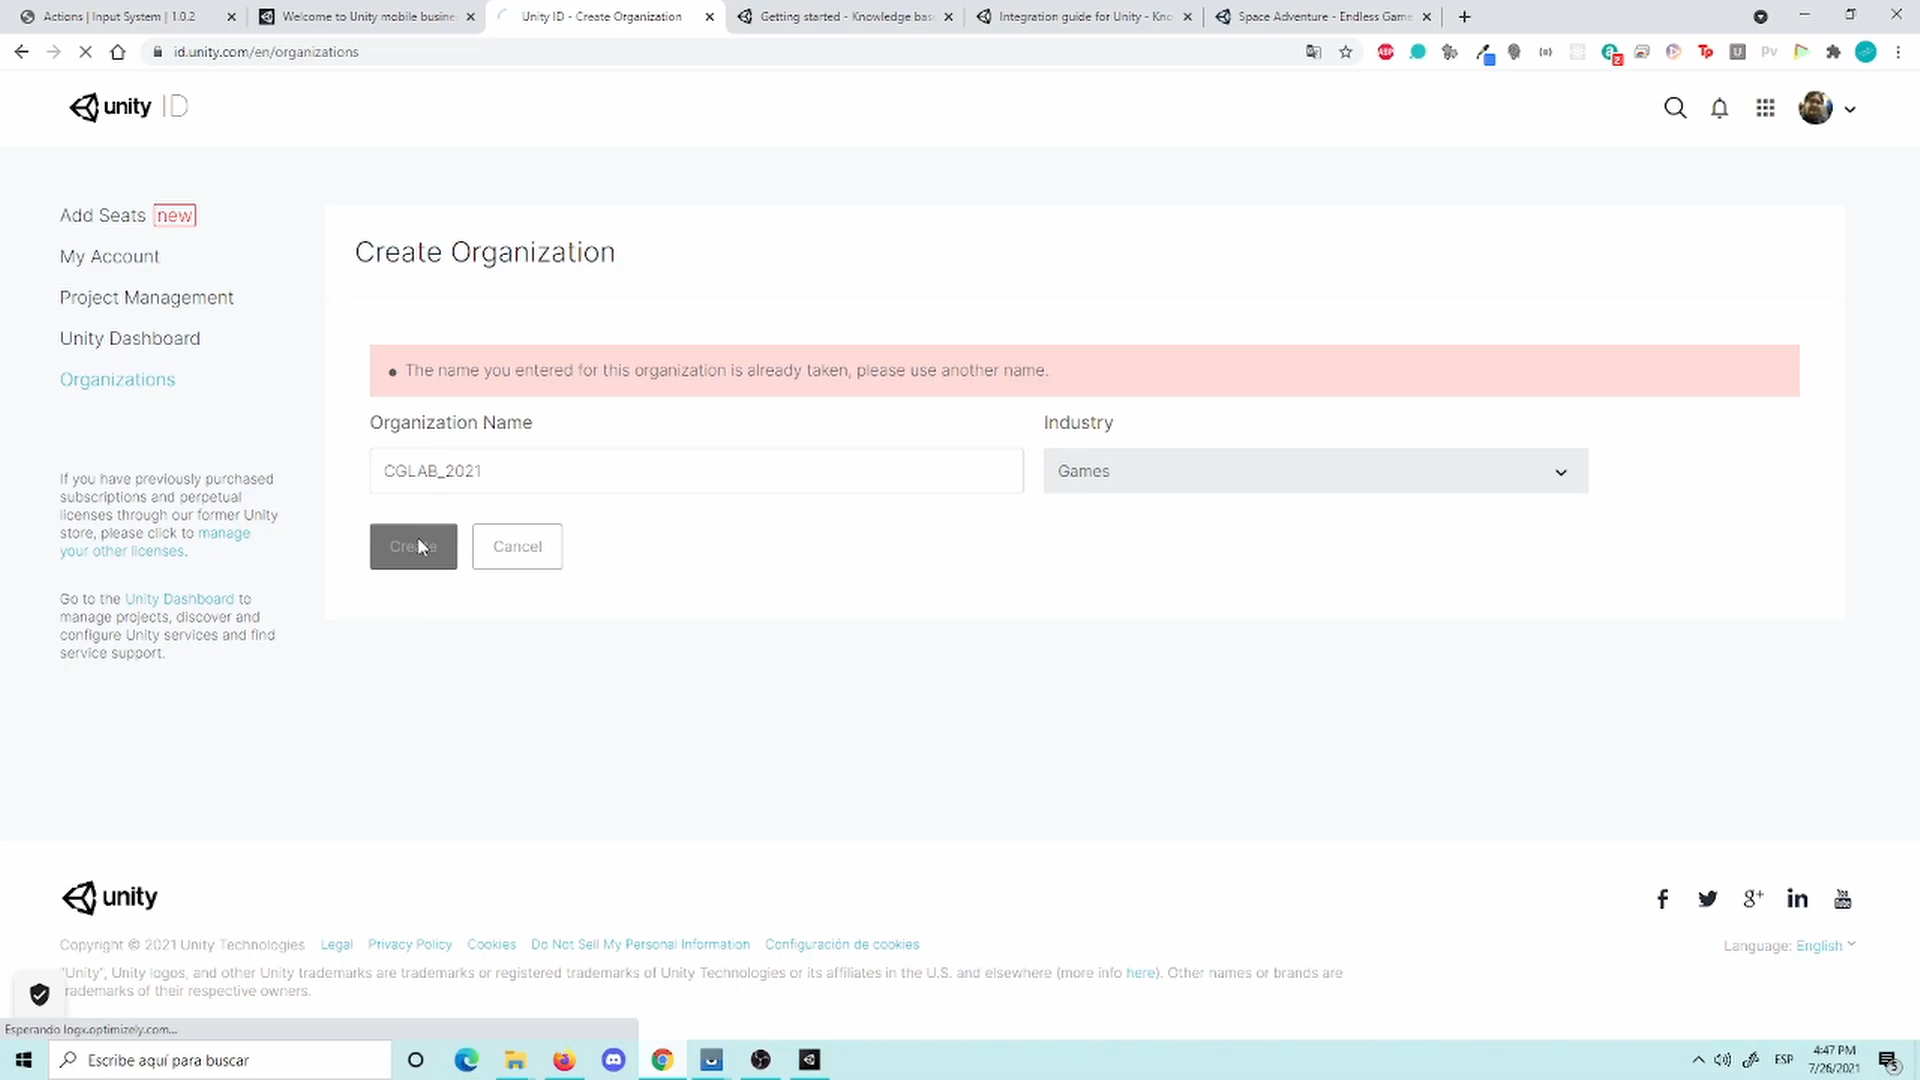 Actions | Input System | 1.0.2
Welcome to Unity mobile busine
Unity ID - Create Organization
Getting started - Knowledge bas
Integration guide for Unity - Kno
Space Adventure - Endless Game
id.unity.com/en/organizations
unity ID
Add Seats new
My Account
Project Management
Unity Dashboard
Organizations
If you have previously purchased
subscriptions and perpetual
licenses through our former Unity
store, please click to manage
your other licenses.
Go to the Unity Dashboard to
manage projects, discover and
configure Unity services and find
service support.
Create Organization
The name you entered for this organization is already taken, please use another name.
Organization Name
Industry
CGLAB_2021
Games
Create
Cancel
unity
Copyright © 2021 Unity Technologies Legal Privacy Policy Cookies Do Not Sell My Personal Information Configuración de cookies
Language: English
"Unity", Unity logos, and other Unity trademarks are trademarks or registered trademarks of Unity Technologies or its affiliates in the U.S. and elsewhere (more info here). Other names or brands are
rademarks of their respective owners.
Esperando logx.optimizely.com...
Escribe aquí para buscar
ESP
4:47 PM
7/26/2021
5